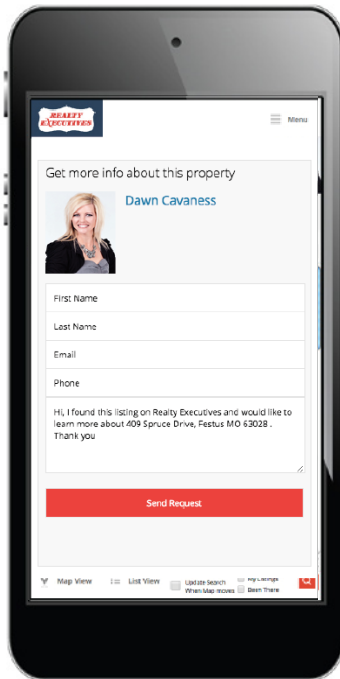 REALTY
EXECUTIVES
Menu
Get more info about this property
Dawn Cavaness
First Name
Last Name
Email
Phone
Hi, I found this listing on Realty Executives and would like to
learn more about 409 Spruce Drive, Festus MO 63028 .
Thank you
Send Request
Map View
List View
Update Search
When Map moves
My Listings
Been There